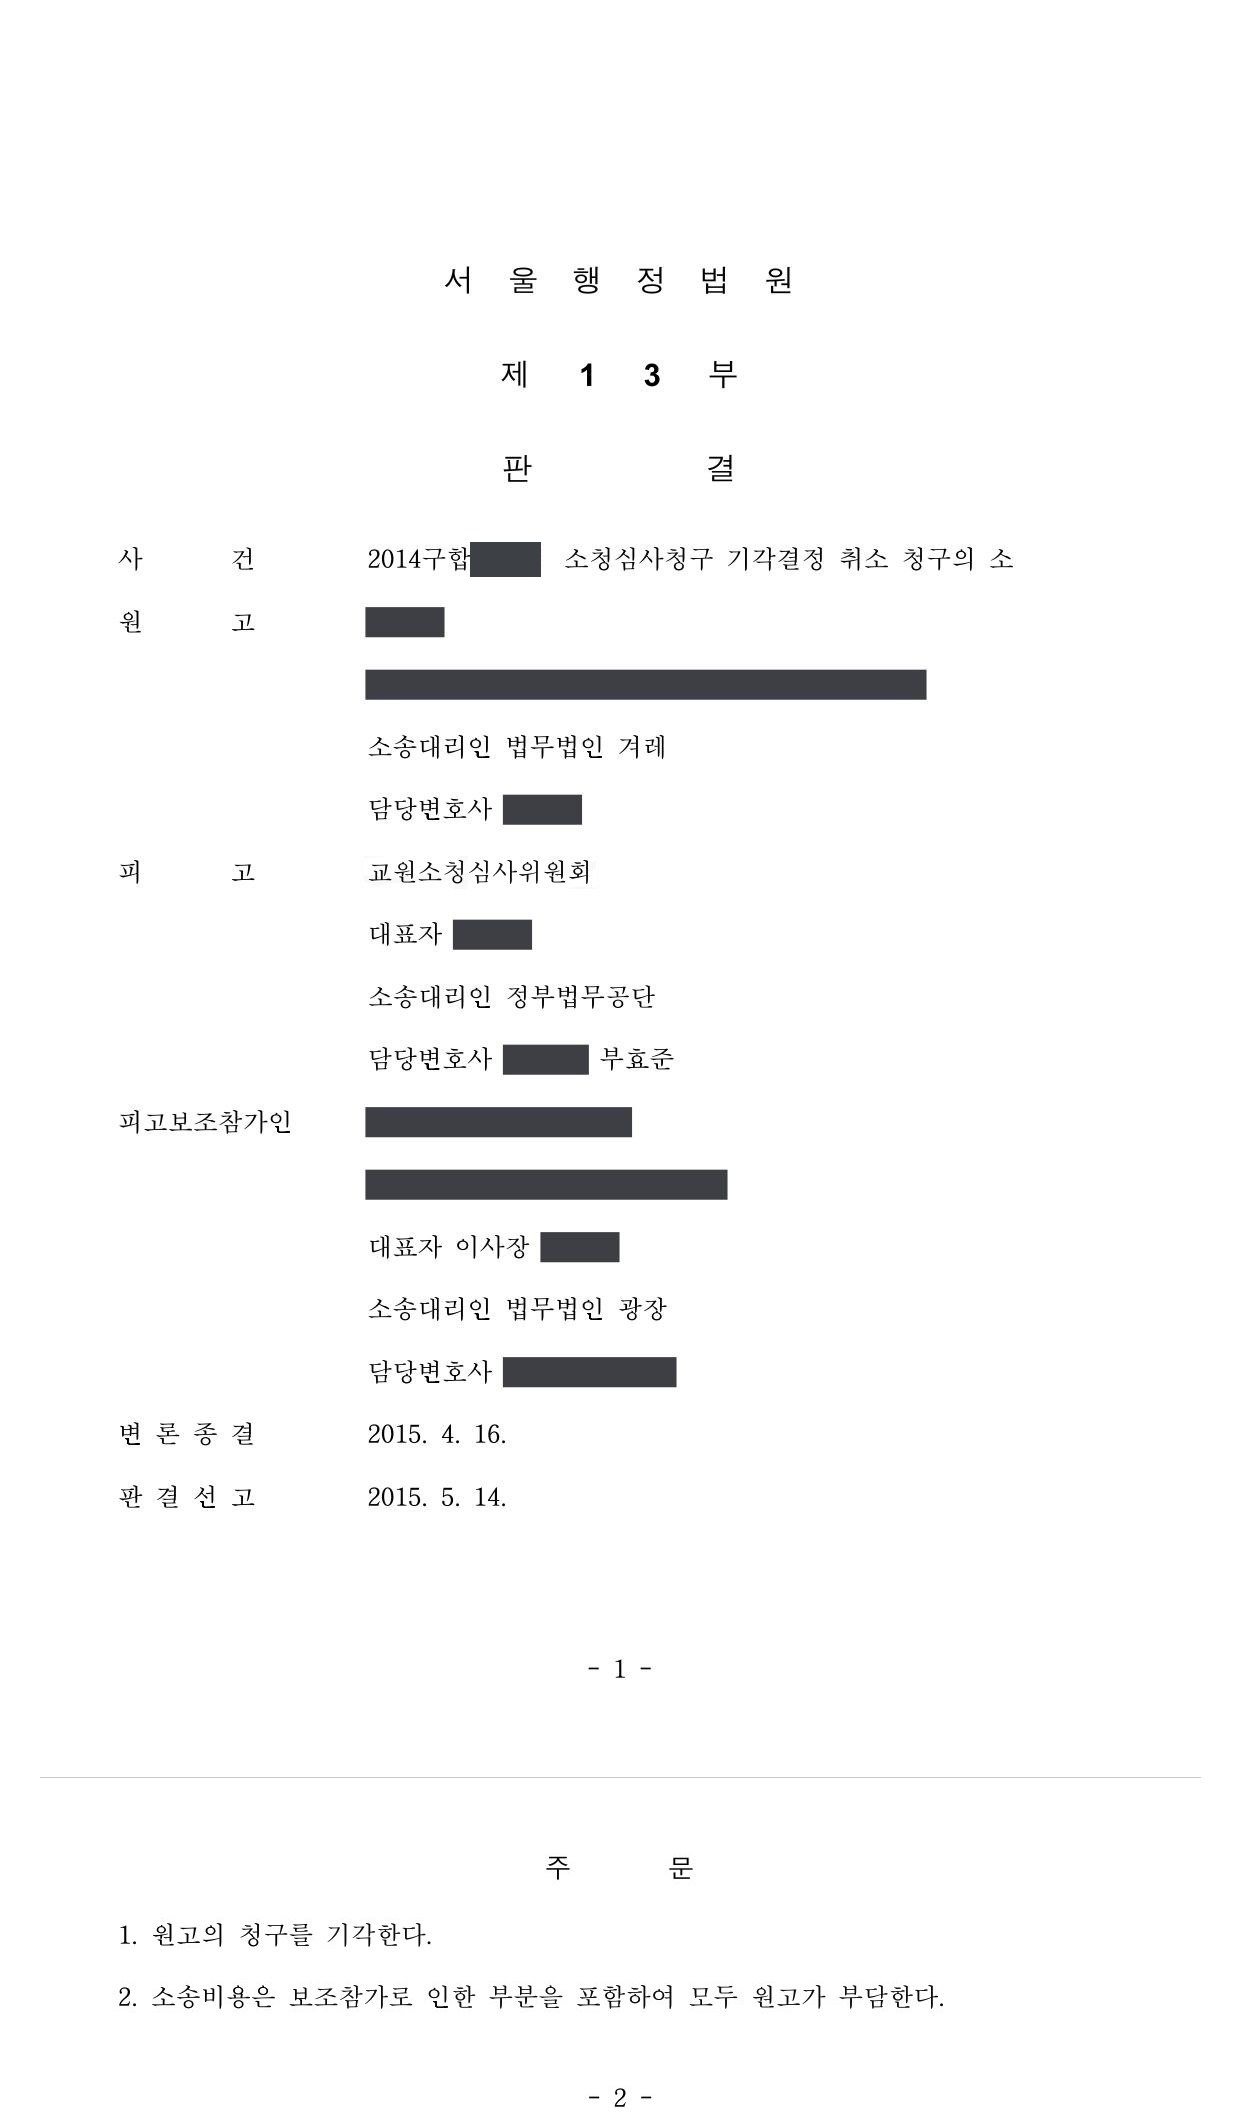 서 울 행 정 법 원
제 1 3 부
판 결
사 건 2014구합 소청심사청구 기각결정 취소 청구의 소
원 고
소송대리인 법무법인 겨레
담당변호사
피 고 교원소청심사위원회
대표자
소송대리인 정부법무공단
담당변호사 부효준
피고보조참가인
대표자 이사장
소송대리인 법무법인 광장
담당변호사
변 론 종 결 2015. 4. 16.
판 결 선 고 2015. 5. 14.
- 1 -
주 문
1. 원고의 청구를 기각한다.
2. 소송비용은 보조참가로 인한 부분을 포함하여 모두 원고가 부담한다.
- 2 -